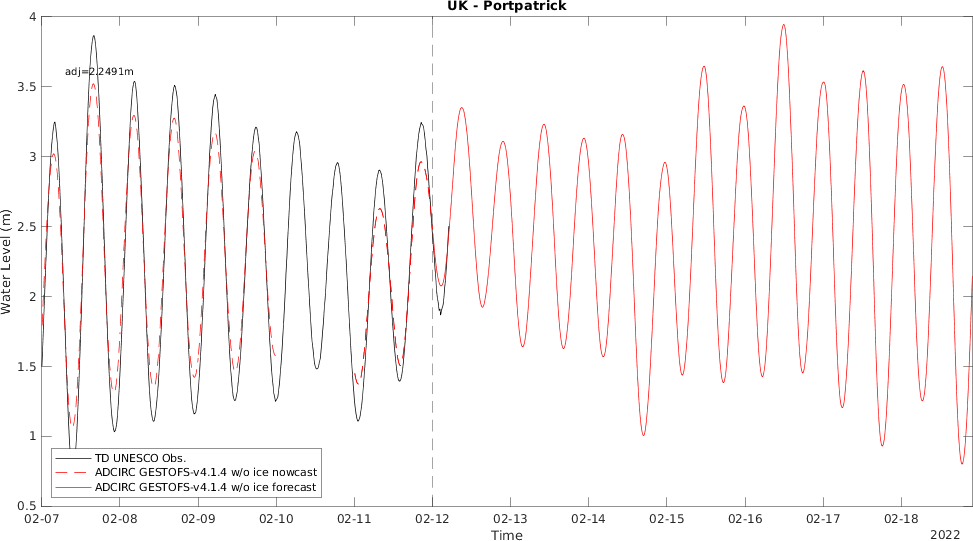 UK - Portpatrick
4
adj=2.2491m
3.5
3
2.5
2
1.5
1
0.5
Water Level (m)
TD UNESCO Obs.
ADCIRC GESTOFS-v4.1.4 w/o ice nowcast
ADCIRC GESTOFS-v4.1.4 w/o ice forecast
02-07 02-08 02-09 02-10 02-11 02-12 02-13 02-14 02-15 02-16 02-17 02-18
Time
2022